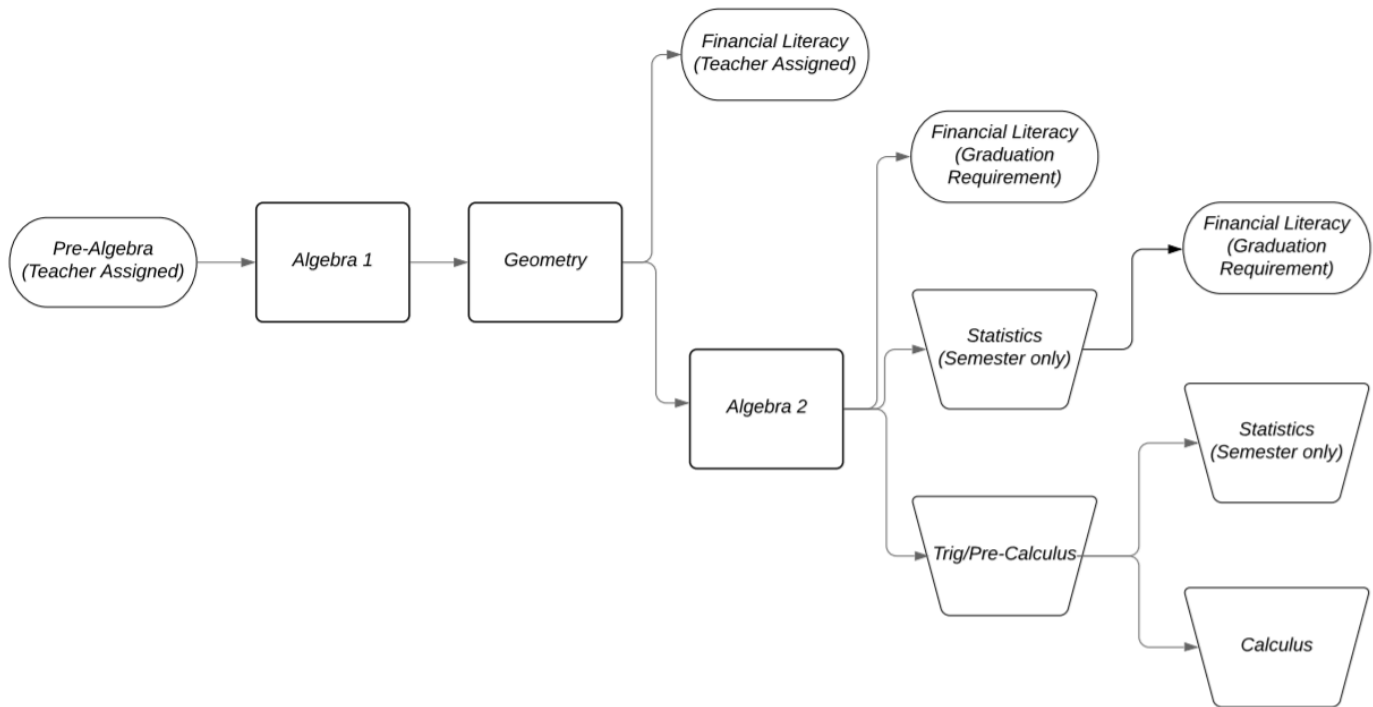 Financial Literacy
(Teacher Assigned)
Financial Literacy
(Graduation
Requirement)
Financial Literacy
(Graduation
Requirement)
Pre-Algebra
(Teacher Assigned)
Algebra 1
Geometry
Statistics
(Semester only)
Algebra 2
Statistics
(Semester only)
Trig/Pre-Calculus
Calculus